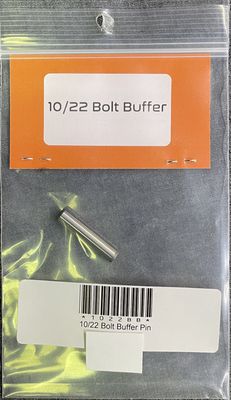 10/22 Bolt Buffer
*1022BB*
10/22 Bolt Buffer Pin